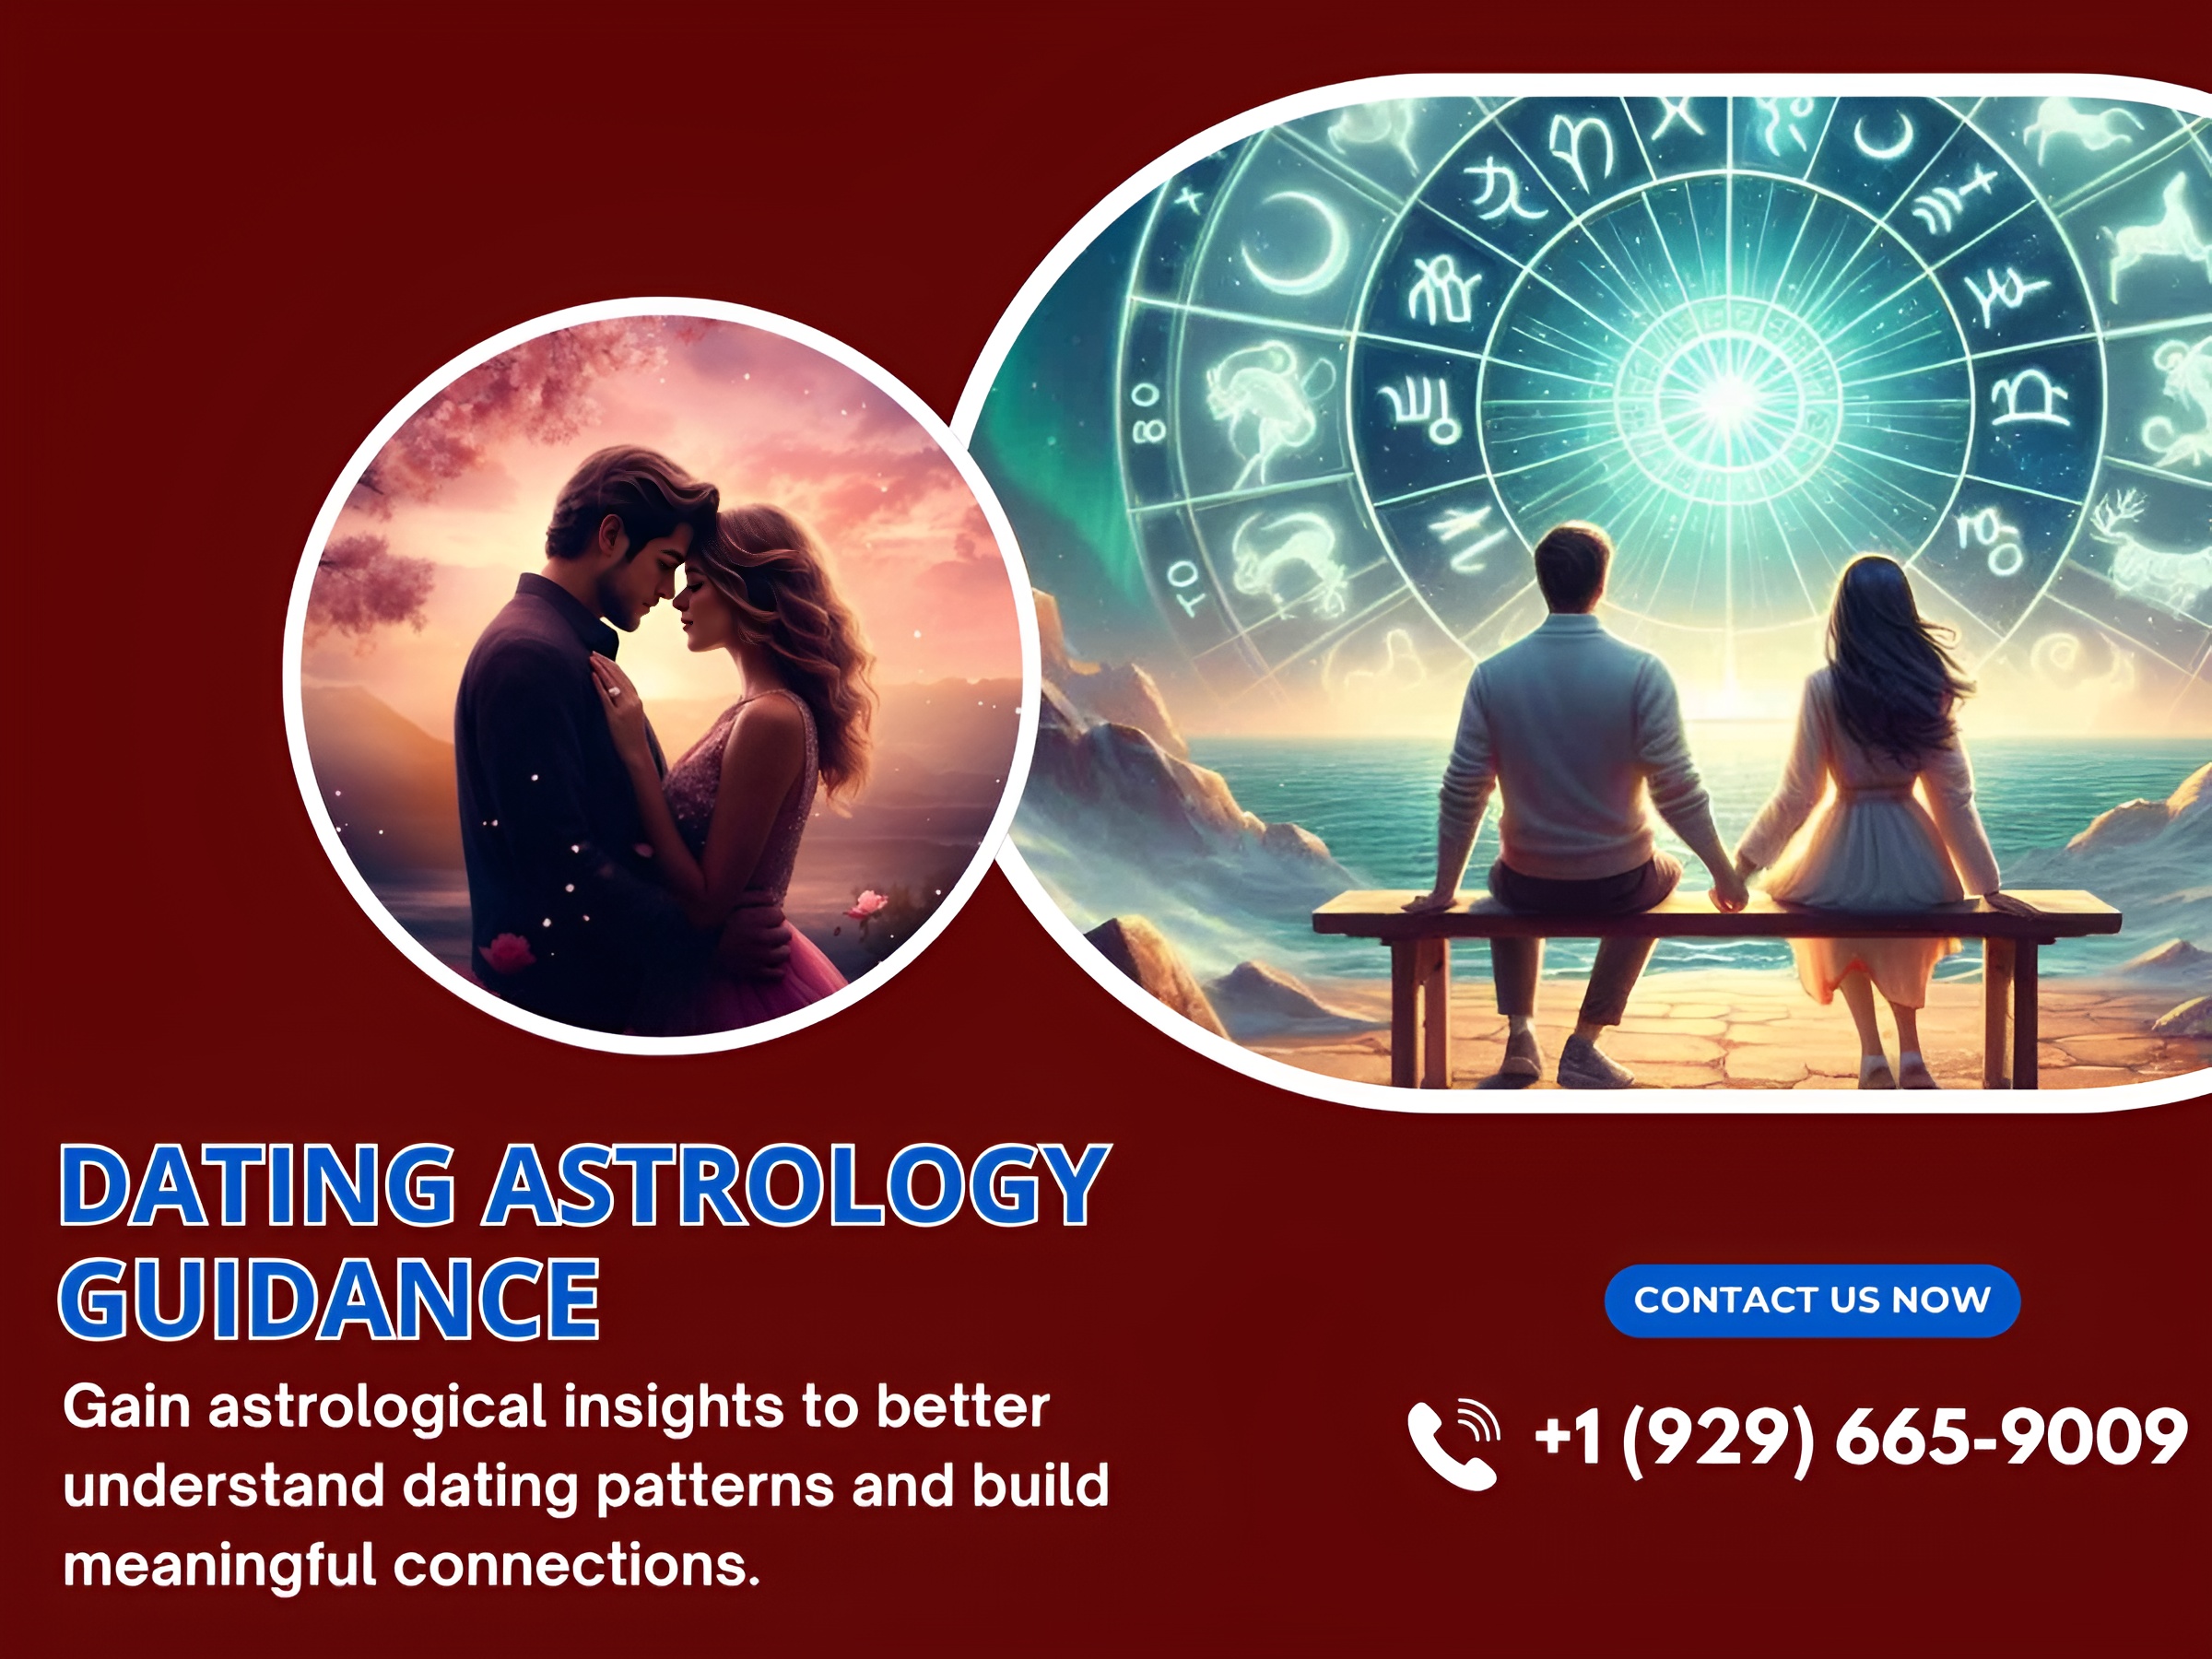 DATING ASTROLOGY
GUIDANCE
Gain astrological insights to better
understand dating patterns and build
meaningful connections.
CONTACT US NOW
+1 (929) 665-9009